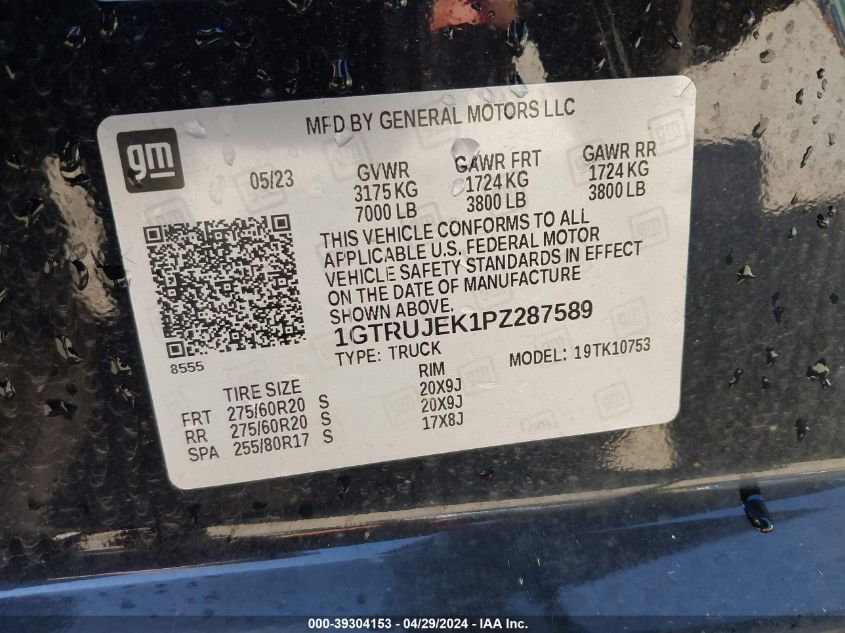 MFD BY GENERAL MOTORS LLC
gm
05/23
GVWR GAWR FRT GAWR RR
3175 KG 1724 KG 1724 KG
7000 LB 3800 LB 3800 LB
THIS VEHICLE CONFORMS TO ALL
APPLICABLE U.S. FEDERAL MOTOR
VEHICLE SAFETY STANDARDS IN EFFECT
ON THE DATE OF MANUFACTURE
SHOWN ABOVE.
1GTRUJEK1PZ287589
8555
TYPE: TRUCK MODEL: 19TK10753
TIRE SIZE RIM
FRT 275/60R20 S 20X9J
RR 275/60R20 S 20X9J
SPA 255/80R17 S 17X8J
000-39304153 - 04/29/2024 - WWW.IAAI.COM